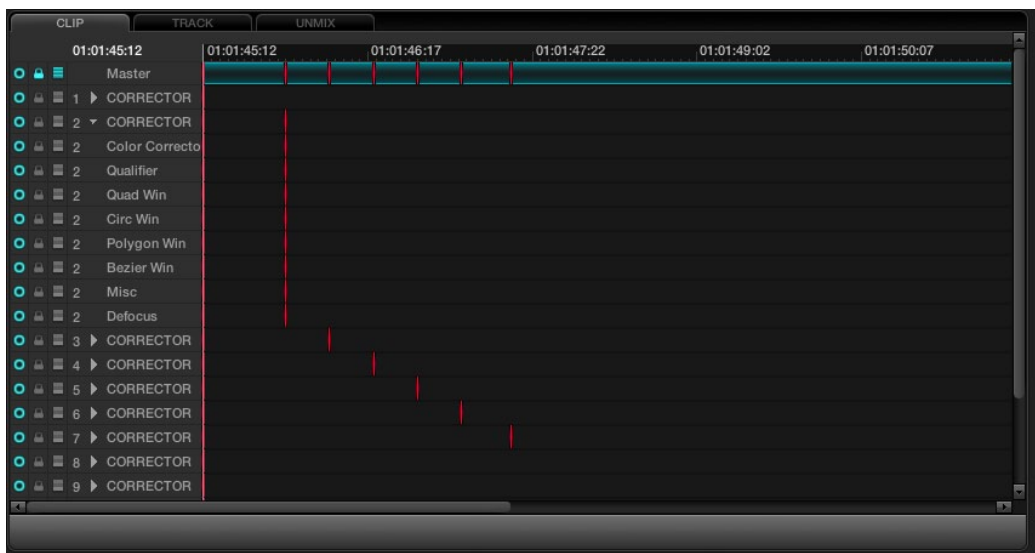 CLIP TRACK UNMIX
01:01:45:12 01:01:45:12 01:01:46:17 01:01:47:22 01:01:49:02 01:01:50:07
Master
1 CORRECTOR
2 CORRECTOR
2 Color Correcto
2 Qualifier
2 Quad Win
2 Circ Win
2 Polygon Win
2 Bezier Win
2 Misc
2 Defocus
3 CORRECTOR
4 CORRECTOR
5 CORRECTOR
6 CORRECTOR
7 CORRECTOR
8 CORRECTOR
9 CORRECTOR